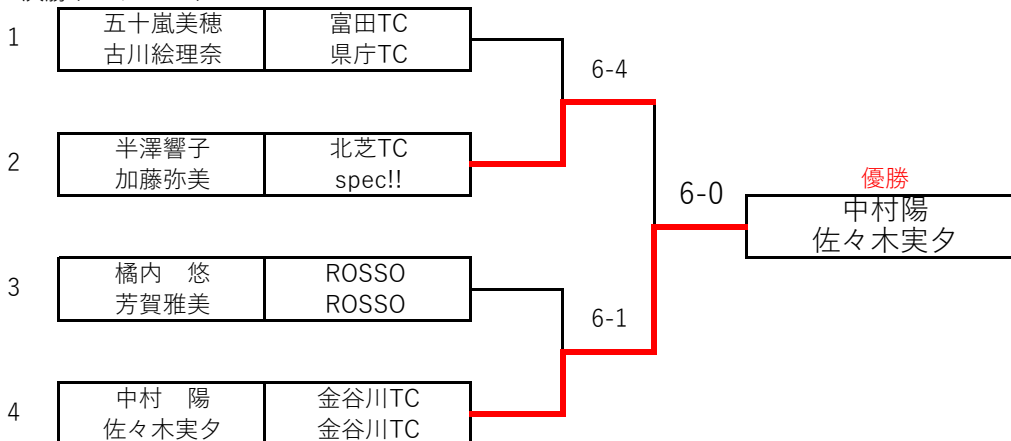 1 五十嵐美穂 富田TC
古川絵理奈 県庁TC
6-4
2 半澤響子 北芝TC
加藤弥美 spec!!
6-0
優勝
中村陽
佐々木実夕
3 橘内　悠 ROSSO
芳賀雅美 ROSSO
6-1
4 中村　陽 金谷川TC
佐々木実夕 金谷川TC